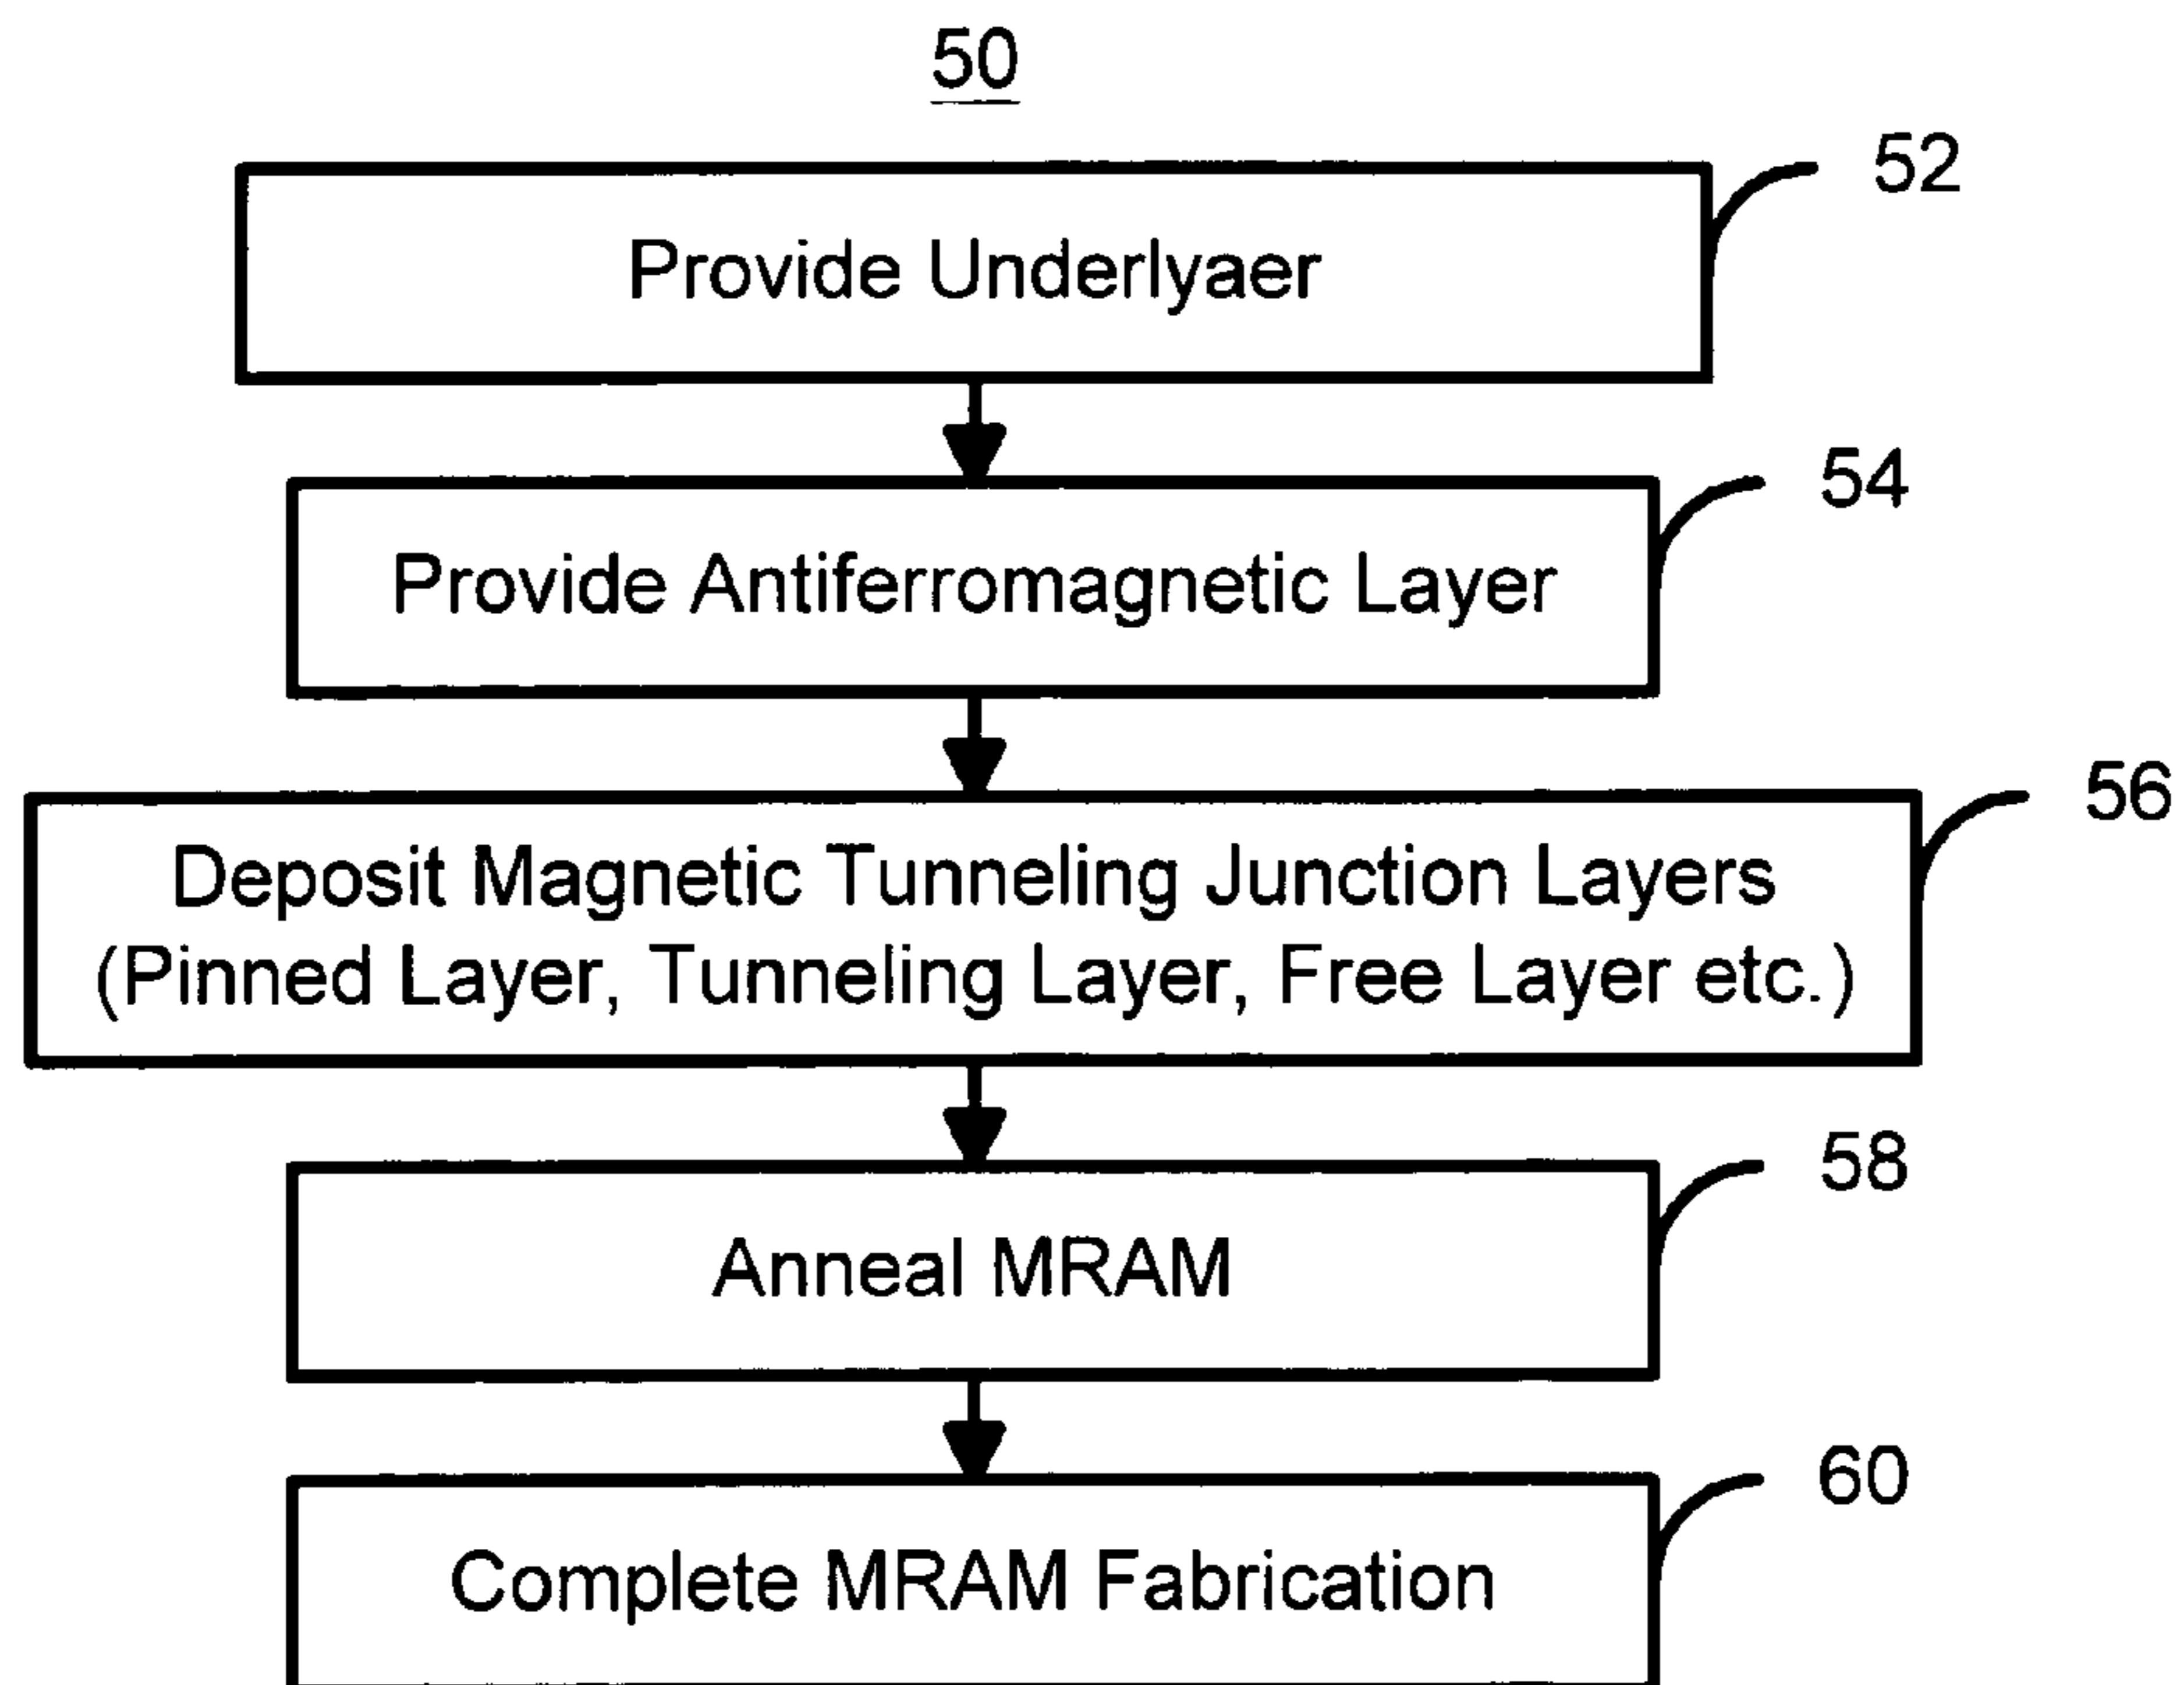 50
52
Provide Underlyaer
54
Provide Antiferromagnetic Layer
56
Deposit Magnetic Tunneling Junction Layers
(Pinned Layer, Tunneling Layer, Free Layer etc.)
58
Anneal MRAM
60
Complete MRAM Fabrication